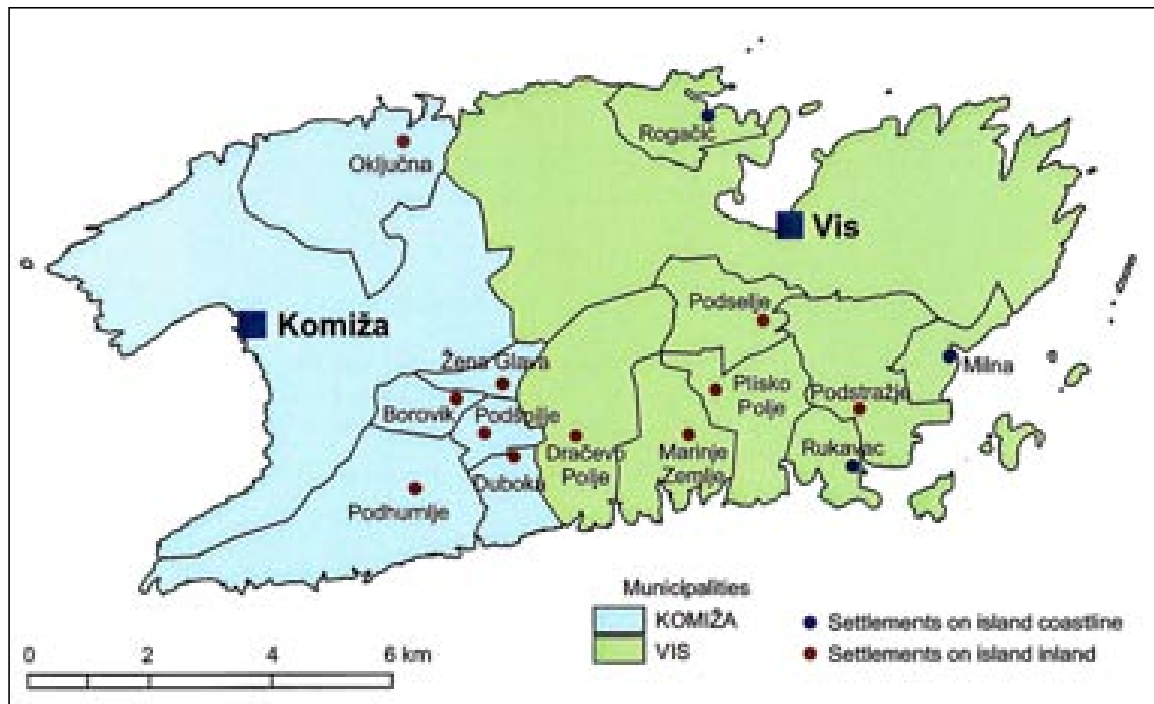 Rogačić
Oključna
Vis
Podselje
Komiža
Žena Glava
Milna
Plisko
Polje
Podstražje
Borovik
Podšpilje
Rukavac
Dračevo
Polje
Marinje
Zemlje
Duboka
Podhumlje
Municipalities
KOMIŽA
VIS
Settlements on island coastline
Settlements on island inland
0 2 4 6 km